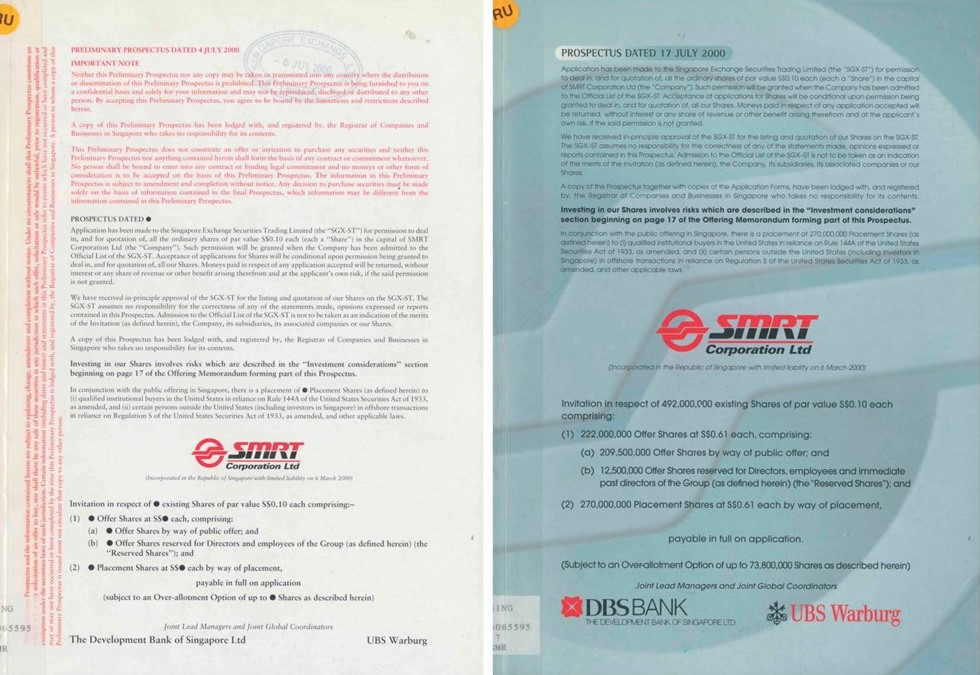 RU
PRELIMINARY PROSPECTUS DATED 4 JULY 2000
IMPORTANT NOTE
Neither this Preliminary Prospectus nor any copy may be taken or transmitted into any country where the distribution
or dissemination of this Preliminary Prospectus is prohibited. This Preliminary Prospectus is being furnished to you on
a confidential basis and solely for your information and may not be reproduced, disclosed or distributed to any other
person. By accepting this Preliminary Prospectus, you agree to be bound by the limitations and restrictions described
herein.
A copy of this Preliminary Prospectus has been lodged with, and registered by, the Registrar of Companies and
Businesses in Singapore who takes no responsibility for its contents.
This Preliminary Prospectus does not constitute an offer or invitation to purchase any securities and neither this
Preliminary Prospectus nor anything contained herein shall form the basis of any contract or commitment whatsoever.
No person shall be bound to enter into any contract or binding legal commitment and no moneys or other form of
consideration is to be accepted on the basis of this Preliminary Prospectus. The information in this Preliminary
Prospectus is subject to amendment and completion without notice. Any decision to purchase securities must be made
solely on the basis of information contained in the final Prospectus, which information may be different from the
information contained in this Preliminary Prospectus.
PROSPECTUS DATED ●
Application has been made to the Singapore Exchange Securities Trading Limited (the "SGX-ST") for permission to deal
in, and for quotation of, all the ordinary shares of par value S$0.10 each (each a "Share") in the capital of SMRT
Corporation Ltd (the "Company"). Such permission will be granted when the Company has been admitted to the
Official List of the SGX-ST. Acceptance of applications for Shares will be conditional upon permission being granted to
deal in, and for quotation of, all our Shares. Moneys paid in respect of any application accepted will be returned, without
interest or any share of revenue or other benefit arising therefrom and at the applicant's own risk, if the said permission
is not granted.
We have received in-principle approval of the SGX-ST for the listing and quotation of our Shares on the SGX-ST. The
SGX-ST assumes no responsibility for the correctness of any of the statements made, opinions expressed or reports
contained in this Prospectus. Admission to the Official List of the SGX-ST is not to be taken as an indication of the merits
of the Invitation (as defined herein), the Company, its subsidiaries, its associated companies or our Shares.
A copy of this Prospectus has been lodged with, and registered by, the Registrar of Companies and Businesses in
Singapore who takes no responsibility for its contents.
Investing in our Shares involves risks which are described in the "Investment considerations" section
beginning on page 17 of the Offering Memorandum forming part of this Prospectus.
In conjunction with the public offering in Singapore, there is a placement of ● Placement Shares (as defined herein) to
(i) qualified institutional buyers in the United States in reliance on Rule 144A of the United States Securities Act of 1933,
as amended, and (ii) certain persons outside the United States (including investors in Singapore) in offshore transactions
in reliance on Regulation S of the United States Securities Act of 1933, as amended, and other applicable laws.
SMRT
Corporation Ltd
(Incorporated in the Republic of Singapore with limited liability on 6 March 2000)
Invitation in respect of ● existing Shares of par value S$0.10 each comprising:-
(1) ● Offer Shares at S$● each, comprising:
(a) ● Offer Shares by way of public offer; and
(b) ● Offer Shares reserved for Directors and employees of the Group (as defined herein) (the
"Reserved Shares"); and
(2) ● Placement Shares at S$● each by way of placement,
payable in full on application
(subject to an Over-allotment Option of up to ● Shares as described herein)
Joint Lead Managers and Joint Global Coordinators
The Development Bank of Singapore Ltd UBS Warburg
NG
065595
MR
RU
PROSPECTUS DATED 17 JULY 2000
Application has been made to the Singapore Exchange Securities Trading Limited (the "SGX-ST") for permission
to deal in, and for quotation of, all the ordinary shares of par value S$0.10 each (each a "Share") in the capital
of SMRT Corporation Ltd (the "Company"). Such permission will be granted when the Company has been admitted
to the Official List of the SGX-ST. Acceptance of applications for Shares will be conditional upon permission being
granted to deal in, and for quotation of, all our Shares. Moneys paid in respect of any application accepted will
be returned, without interest or any share of revenue or other benefit arising therefrom and at the applicant's
own risk, if the said permission is not granted.
We have received in-principle approval of the SGX-ST for the listing and quotation of our Shares on the SGX-ST.
The SGX-ST assumes no responsibility for the correctness of any of the statements made, opinions expressed or
reports contained in this Prospectus. Admission to the Official List of the SGX-ST is not to be taken as an indication
of the merits of the Invitation (as defined herein), the Company, its subsidiaries, its associated companies or our
Shares.
A copy of this Prospectus together with copies of the Application Forms, have been lodged with, and registered
by, the Registrar of Companies and Businesses in Singapore who takes no responsibility for its contents.
Investing in our Shares involves risks which are described in the "Investment considerations"
section beginning on page 17 of the Offering Memorandum forming part of this Prospectus.
In conjunction with the public offering in Singapore, there is a placement of 270,000,000 Placement Shares (as
defined herein) to (i) qualified institutional buyers in the United States in reliance on Rule 144A of the United States
Securities Act of 1933, as amended, and (ii) certain persons outside the United States (including investors in
Singapore) in offshore transactions in reliance on Regulation S of the United States Securities Act of 1933, as
amended, and other applicable laws.
SMRT
Corporation Ltd
(Incorporated in the Republic of Singapore with limited liability on 6 March 2000)
Invitation in respect of 492,000,000 existing Shares of par value S$0.10 each
comprising:
(1) 222,000,000 Offer Shares at S$0.61 each, comprising:
(a) 209,500,000 Offer Shares by way of public offer; and
(b) 12,500,000 Offer Shares reserved for Directors, employees and immediate
past directors of the Group (as defined herein) (the "Reserved Shares"); and
(2) 270,000,000 Placement Shares at S$0.61 each by way of placement,
payable in full on application.
(Subject to an Over-allotment Option of up to 73,800,000 Shares as described herein)
Joint Lead Managers and Joint Global Coordinators
DBS BANK
THE DEVELOPMENT BANK OF SINGAPORE LTD
UBS Warburg
ING
065595
7
MR